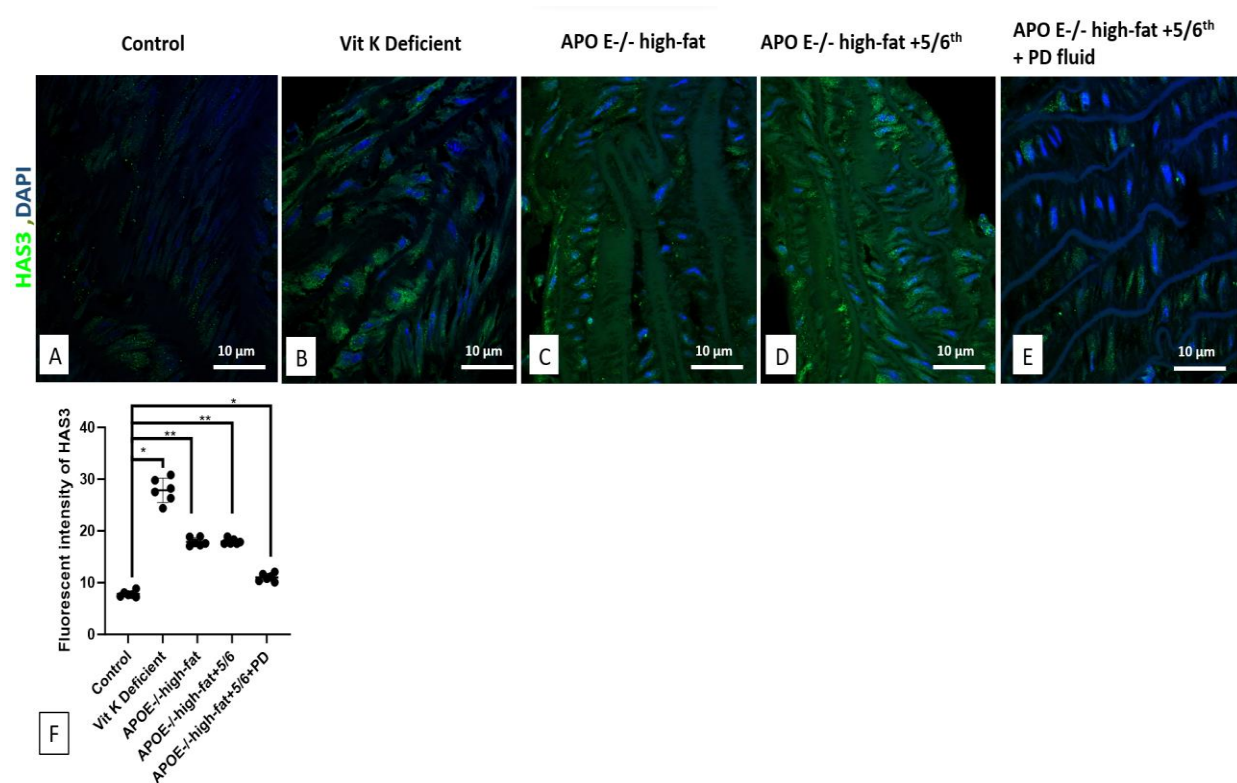 Control
Vit K Deficient
APO E-/- high-fat
APO E-/- high-fat +5/6th
APO E-/- high-fat +5/6th
+ PD fluid
HAS3 ,DAPI
A
10 µm
B
10 µm
C
10 µm
D
10 µm
E
10 µm
Fluorescent intensity of HAS3
40
30
20
10
0
*
**
**
*
Control
Vit K Deficient
APOE-/-high-fat
APOE-/-high-fat+5/6
APOE-/-high-fat+5/6+PD
F